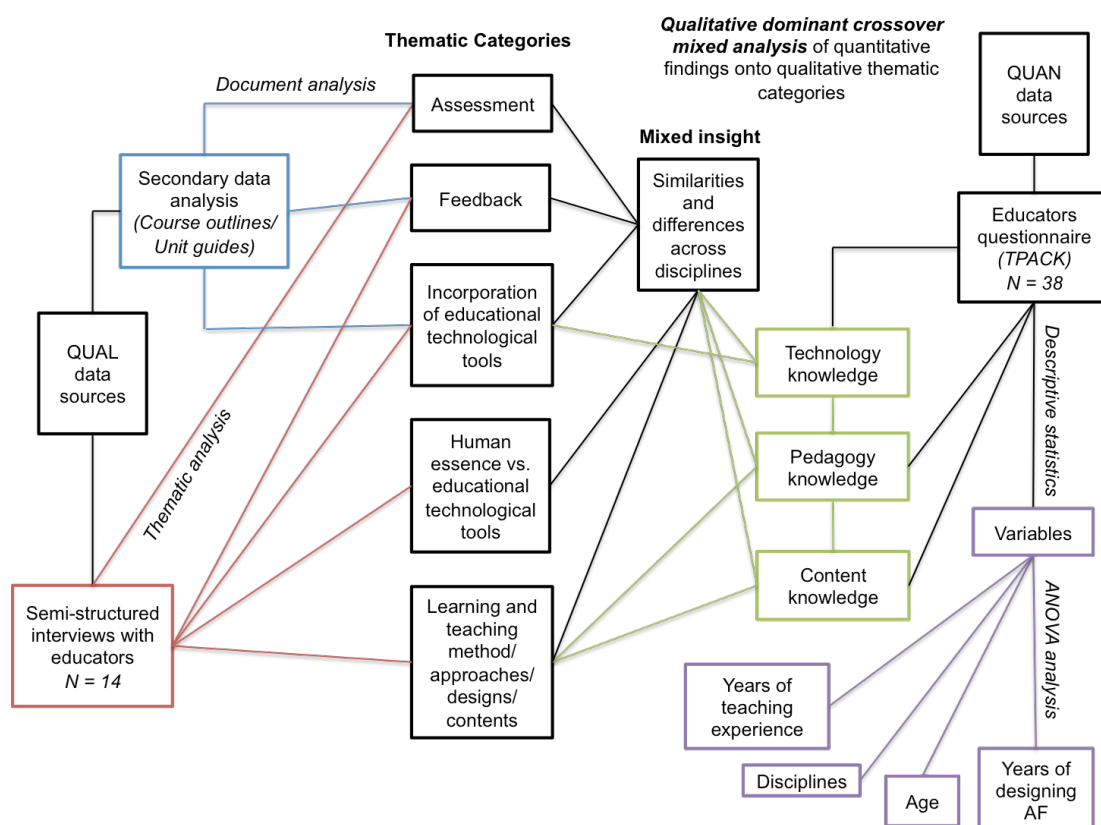 Thematic Categories
Qualitative dominant crossover
mixed analysis of quantitative
findings onto qualitative thematic
categories
QUAN
data
sources
Document analysis
Assessment
Mixed insight
Secondary data
analysis
(Course outlines/
Unit guides)
Feedback
Similarities
and
differences
across
disciplines
Educators
questionnaire
(TPACK)
N = 38
Incorporation
of educational
technological
tools
QUAL
data
sources
Technology
knowledge
Descriptive statistics
Thematic analysis
Human
essence vs.
educational
technological
tools
Pedagogy
knowledge
Variables
Semi-structured
interviews with
educators
N = 14
Learning and
teaching
method/
approaches/
designs/
contents
Content
knowledge
ANOVA analysis
Years of
teaching
experience
Disciplines
Age
Years of
designing
AF